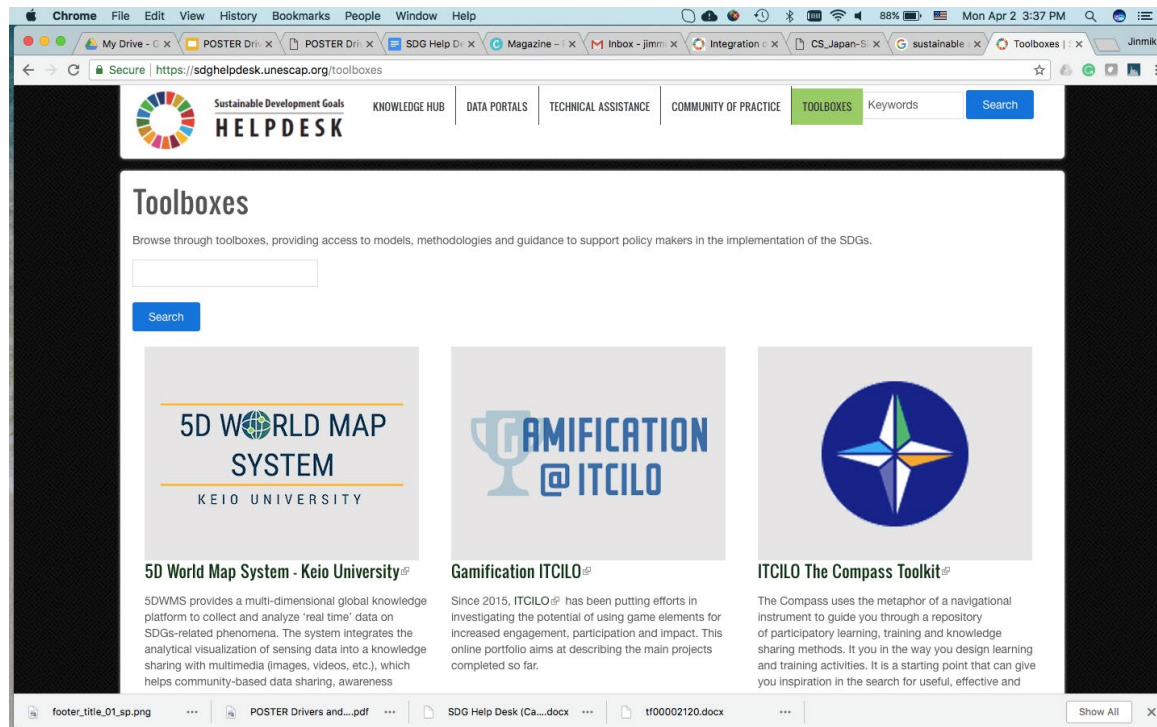 Chrome File Edit View History Bookmarks People Window Help 88% Mon Apr 2 3:37 PM
My Drive - G POSTER Driv POSTER Driv SDG Help De Magazine – Inbox - jimm Integration o CS_Japan-S sustainable Toolboxes | S Jinmik
Secure | https://sdghelpdesk.unescap.org/toolboxes
Sustainable Development Goals
HELPDESK
KNOWLEDGE HUB DATA PORTALS TECHNICAL ASSISTANCE COMMUNITY OF PRACTICE TOOLBOXES Keywords Search
Toolboxes
Browse through toolboxes, providing access to models, methodologies and guidance to support policy makers in the implementation of the SDGs.
Search
5D WORLD MAP
SYSTEM
KEIO UNIVERSITY
GAMIFICATION
@ITCILO
5D World Map System - Keio University
5DWMS provides a multi-dimensional global knowledge
platform to collect and analyze 'real time' data on
SDGs-related phenomena. The system integrates the
analytical visualization of sensing data into a knowledge
sharing with multimedia (images, videos, etc.), which
helps community-based data sharing, awareness
Gamification ITCILO
Since 2015, ITCILO has been putting efforts in
investigating the potential of using game elements for
increased engagement, participation and impact. This
online portfolio aims at describing the main projects
completed so far.
ITCILO The Compass Toolkit
The Compass uses the metaphor of a navigational
instrument to guide you through a repository
of participatory learning, training and knowledge
sharing methods. It you in the way you design learning
and training activities. It is a starting point that can give
you inspiration in the search for useful, effective and
footer_title_01_sp.png POSTER Drivers and....pdf SDG Help Desk (Ca....docx tf00002120.docx Show All